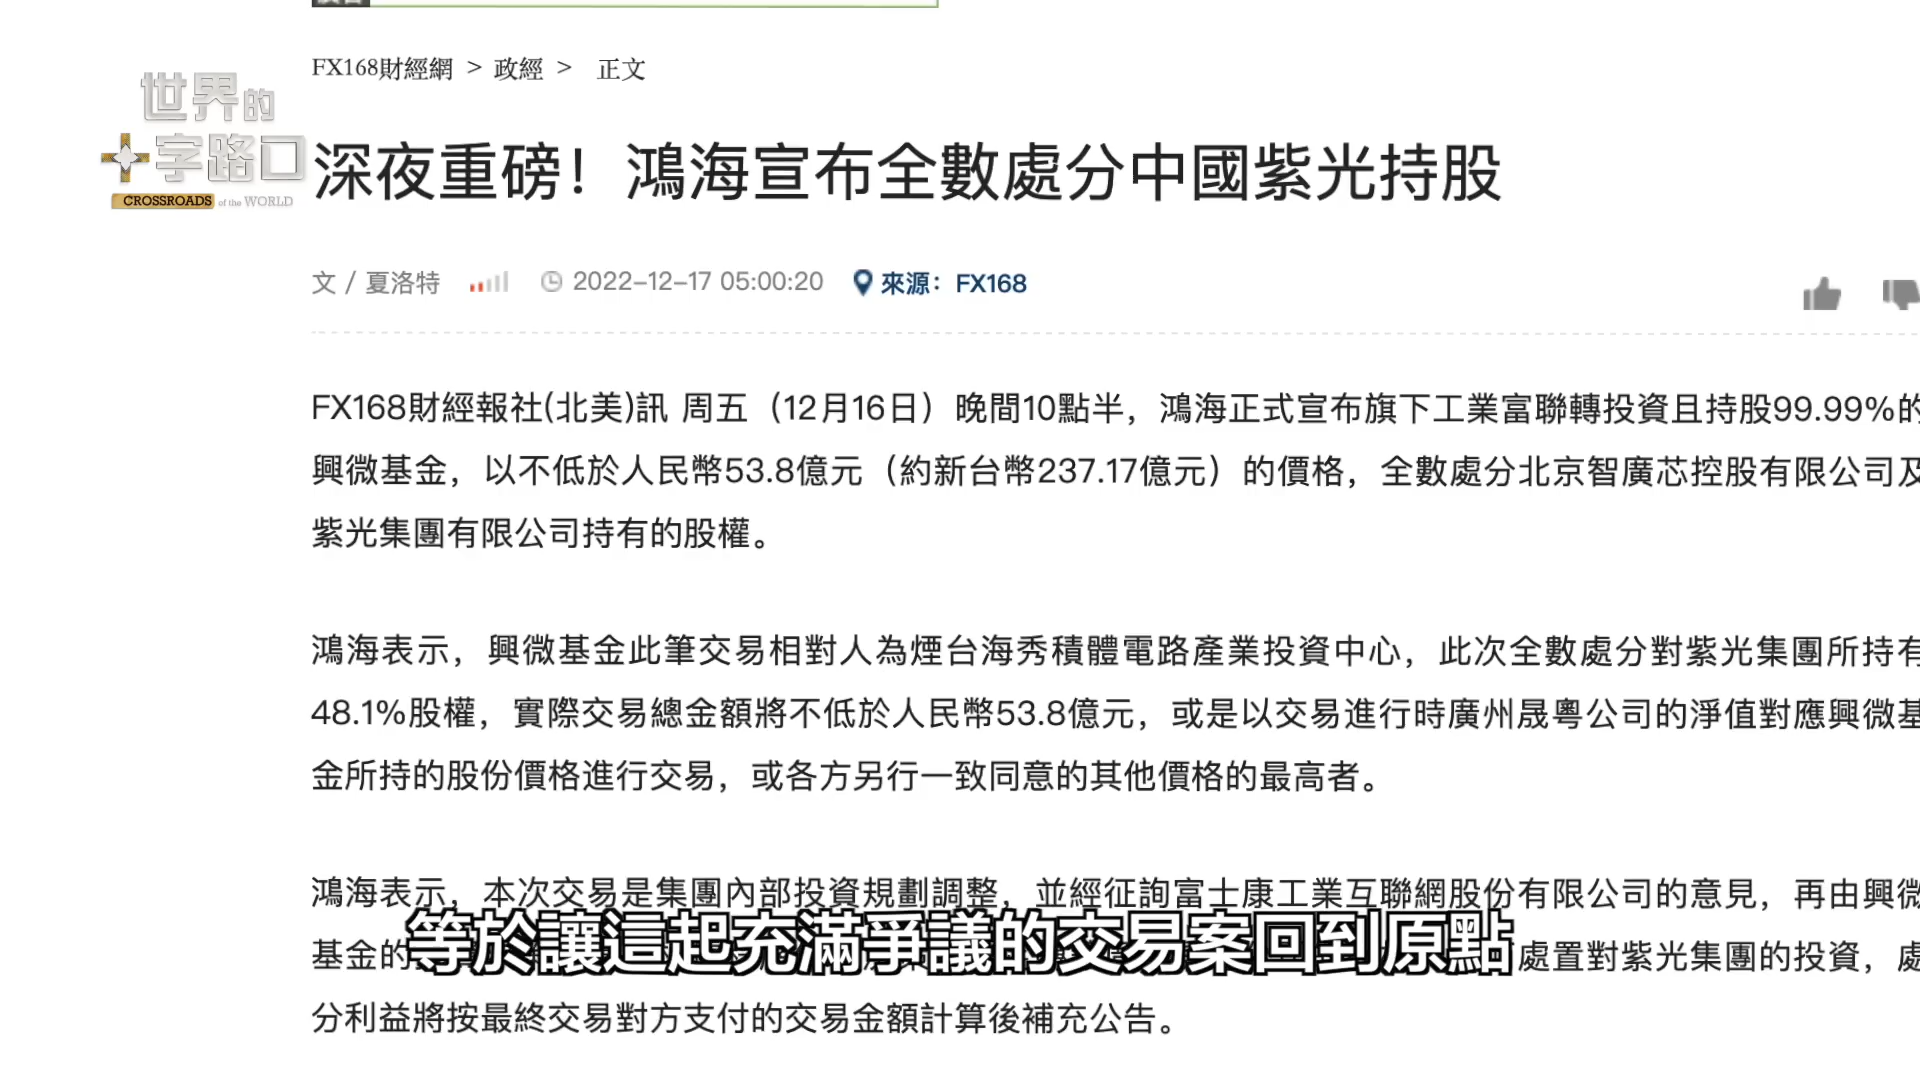 廣告
FX168財經網 > 政經 > 正文
世界的
十字路口
CROSSROADS of the WORLD
深夜重磅！鴻海宣布全數處分中國紫光持股
文 / 夏洛特 2022-12-17 05:00:20 來源：FX168
FX168財經報社(北美)訊 周五（12月16日）晚間10點半，鴻海正式宣布旗下工業富聯轉投資且持股99.99%的
興微基金，以不低於人民幣53.8億元（約新台幣237.17億元）的價格，全數處分北京智廣芯控股有限公司及
紫光集團有限公司持有的股權。
鴻海表示，興微基金此筆交易相對人為煙台海秀積體電路產業投資中心，此次全數處分對紫光集團所持有
48.1%股權，實際交易總金額將不低於人民幣53.8億元，或是以交易進行時廣州晟粵公司的淨值對應興微基
金所持的股份價格進行交易，或各方另行一致同意的其他價格的最高者。
鴻海表示，本次交易是集團內部投資規劃調整，並經征詢富士康工業互聯網股份有限公司的意見，再由興微
基金的 處置對紫光集團的投資，處
等於讓這起充滿爭議的交易案回到原點
分利益將按最終交易對方支付的交易金額計算後補充公告。